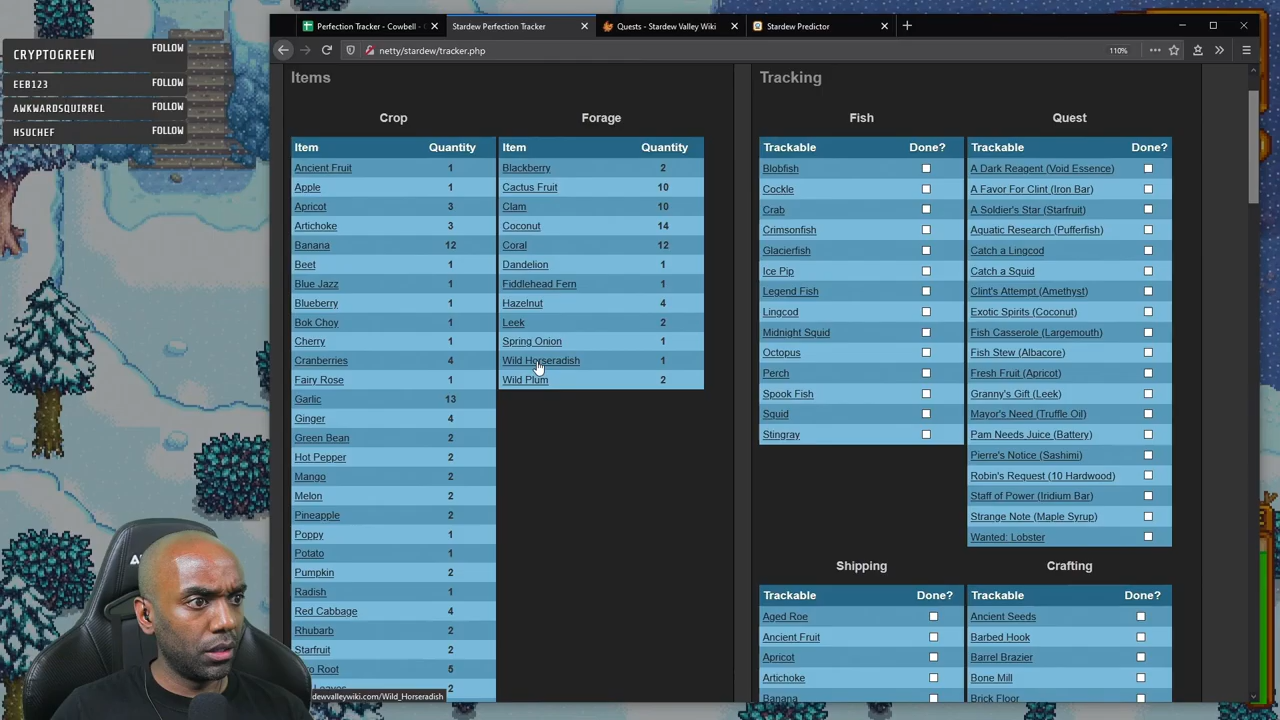 Perfection Tracker - Cowbell -
Stardew Perfection Tracker
Quests - Stardew Valley Wiki
Stardew Predictor
netty/stardew/tracker.php
110%
CRYPTOGREEN FOLLOW
EEB123 FOLLOW
AWKWARDSQUIRREL FOLLOW
HSUCHEF FOLLOW
Items
Crop
Item Quantity
Ancient Fruit 1
Apple 1
Apricot 3
Artichoke 3
Banana 12
Beet 1
Blue Jazz 1
Blueberry 1
Bok Choy 1
Cherry 1
Cranberries 4
Fairy Rose 1
Garlic 13
Ginger 4
Green Bean 2
Hot Pepper 2
Mango 2
Melon 2
Pineapple 2
Poppy 1
Potato 1
Pumpkin 2
Radish 1
Red Cabbage 4
Rhubarb 2
Starfruit 2
Root 5
2
Forage
Item Quantity
Blackberry 2
Cactus Fruit 10
Clam 10
Coconut 14
Coral 12
Dandelion 1
Fiddlehead Fern 1
Hazelnut 4
Leek 2
Spring Onion 1
Wild Horseradish 1
Wild Plum 2
Tracking
Fish
Trackable Done?
Blobfish
Cockle
Crab
Crimsonfish
Glacierfish
Ice Pip
Legend Fish
Lingcod
Midnight Squid
Octopus
Perch
Spook Fish
Squid
Stingray
Quest
Trackable Done?
A Dark Reagent (Void Essence)
A Favor For Clint (Iron Bar)
A Soldier's Star (Starfruit)
Aquatic Research (Pufferfish)
Catch a Lingcod
Catch a Squid
Clint's Attempt (Amethyst)
Exotic Spirits (Coconut)
Fish Casserole (Largemouth)
Fish Stew (Albacore)
Fresh Fruit (Apricot)
Granny's Gift (Leek)
Mayor's Need (Truffle Oil)
Pam Needs Juice (Battery)
Pierre's Notice (Sashimi)
Robin's Request (10 Hardwood)
Staff of Power (Iridium Bar)
Strange Note (Maple Syrup)
Wanted: Lobster
Shipping
Trackable Done?
Aged Roe
Ancient Fruit
Apricot
Artichoke
Banana
Crafting
Trackable Done?
Ancient Seeds
Barbed Hook
Barrel Brazier
Bone Mill
Brick Floor
dewvalleywiki.com/Wild_Horseradish